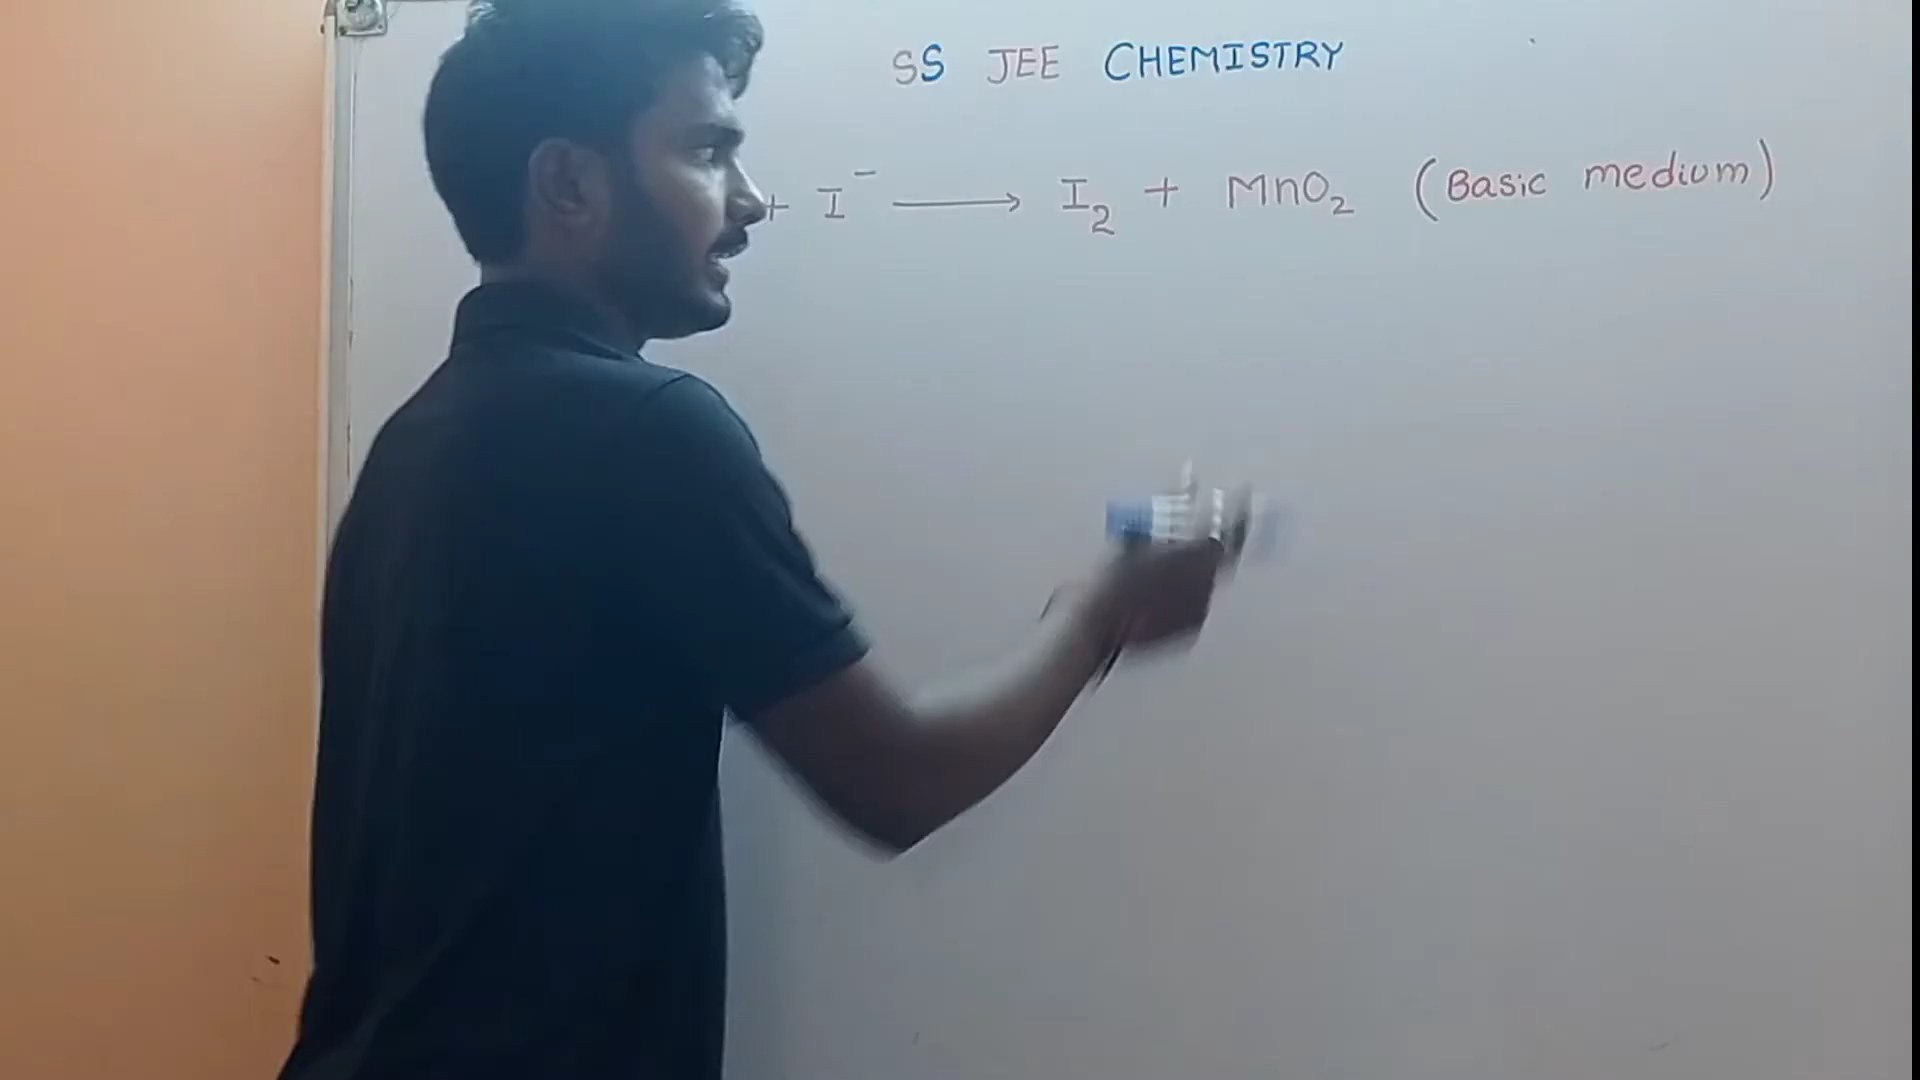 SS JEE CHEMISTRY
+ I⁻ ⟶ I₂ + MnO₂ (Basic medium)